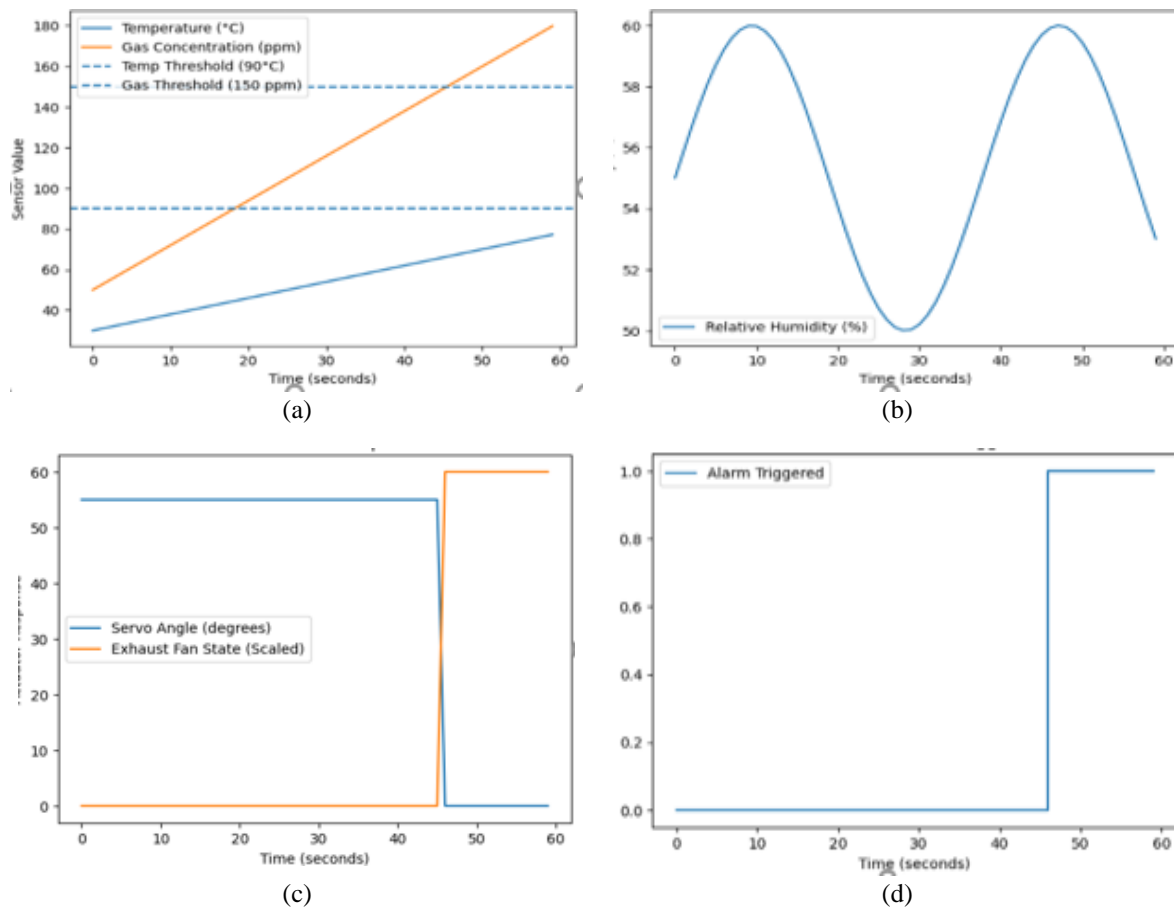 180
160
140
120
100
80
60
40
Sensor Value
Temperature (°C)
Gas Concentration (ppm)
Temp Threshold (90°C)
Gas Threshold (150 ppm)
0 10 20 30 40 50 60
Time (seconds)
(a)
60
58
56
54
52
50
Relative Humidity (%)
0 10 20 30 40 50 60
Time (seconds)
(b)
60
50
40
30
20
10
0
Servo Angle (degrees)
Exhaust Fan State (Scaled)
0 10 20 30 40 50 60
Time (seconds)
(c)
1.0
0.8
0.6
0.4
0.2
0.0
Alarm Triggered
0 10 20 30 40 50 60
Time (seconds)
(d)